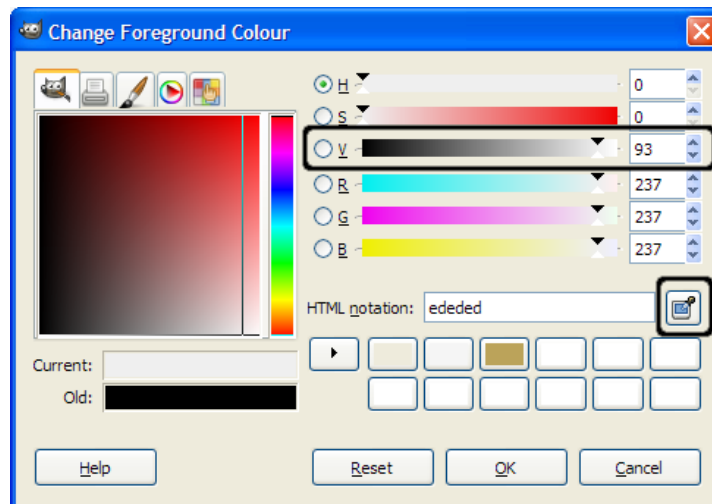 Change Foreground Colour
H 0
S 0
V 93
R 237
G 237
B 237
HTML notation: ededed
Current:
Old:
Help Reset OK Cancel